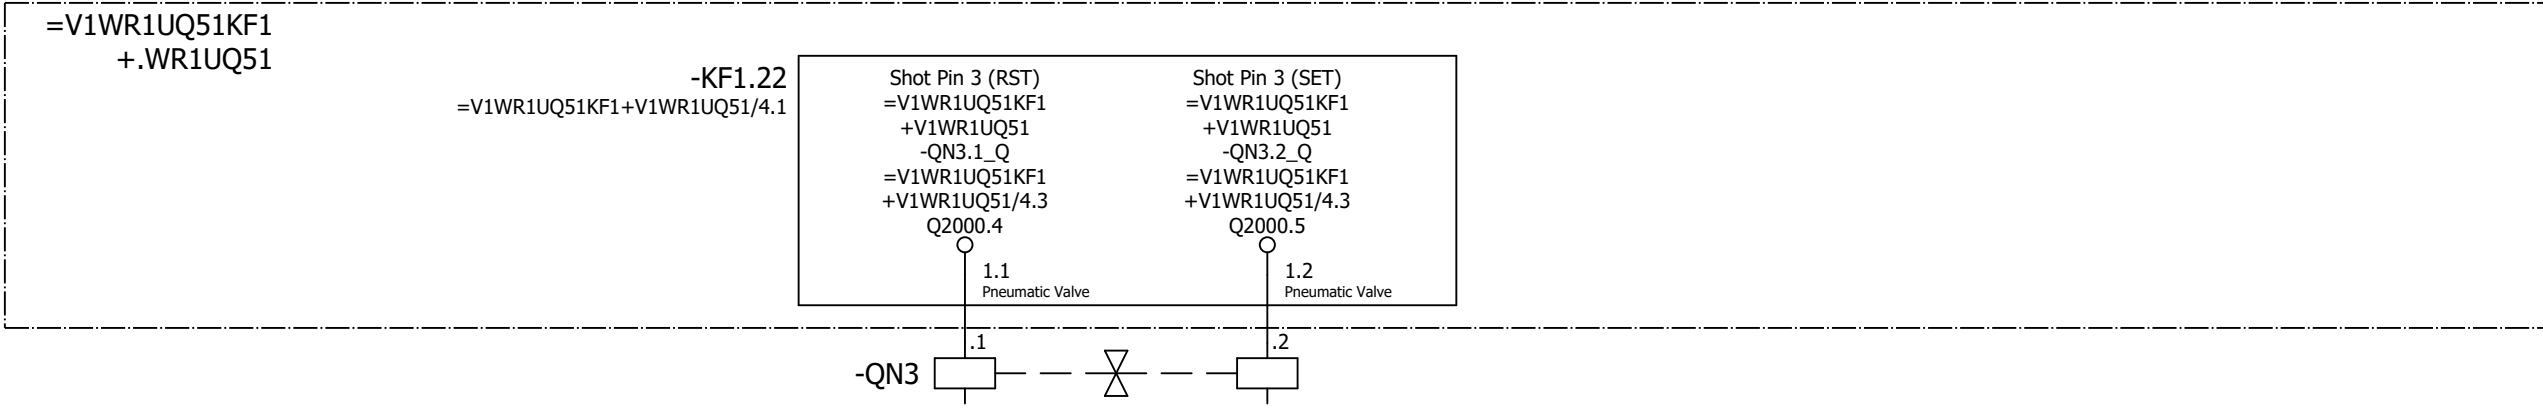 =V1WR1UQ51KF1
+.WR1UQ51
-KF1.22
=V1WR1UQ51KF1+V1WR1UQ51/4.1
Shot Pin 3 (RST)
=V1WR1UQ51KF1
+V1WR1UQ51
-QN3.1_Q
=V1WR1UQ51KF1
+V1WR1UQ51/4.3
Q2000.4
1.1
Pneumatic Valve
Shot Pin 3 (SET)
=V1WR1UQ51KF1
+V1WR1UQ51
-QN3.2_Q
=V1WR1UQ51KF1
+V1WR1UQ51/4.3
Q2000.5
1.2
Pneumatic Valve
-QN3
.1
.2